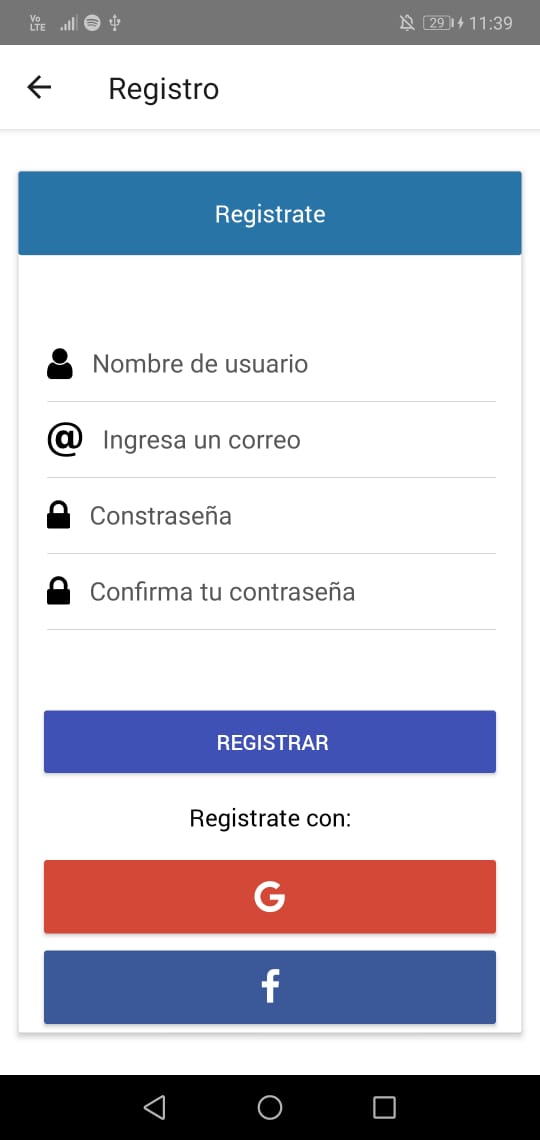 Vo
LTE
29
11:39
Registro
Registrate
Nombre de usuario
@ Ingresa un correo
Constraseña
Confirma tu contraseña
REGISTRAR
Registrate con:
G
f